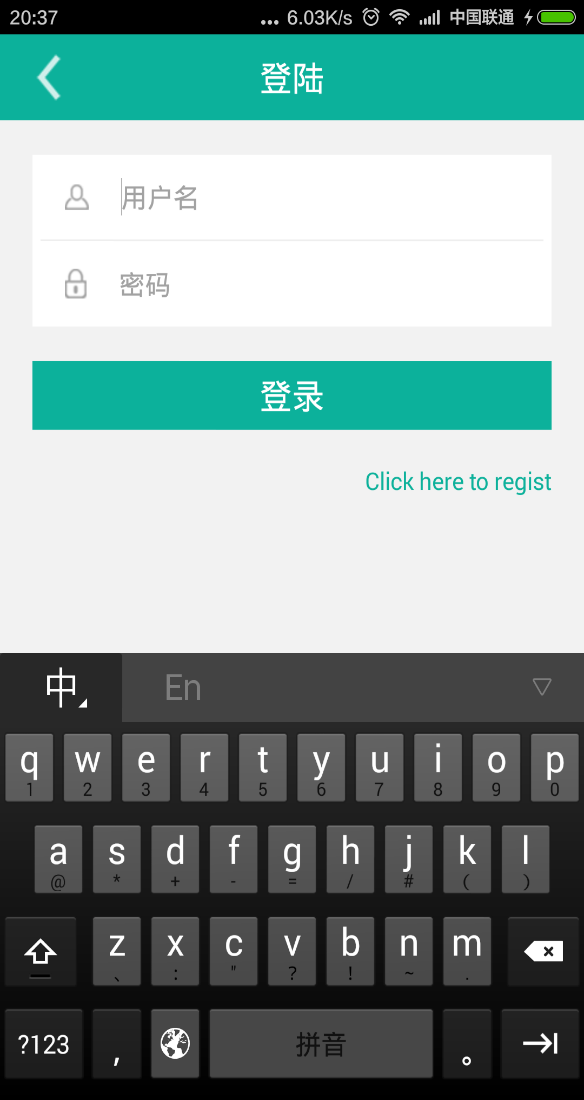 20:37 ... 6.03K/s 中国联通
登陆
用户名
密码
登录
Click here to regist
中 En
q w e r t y u i o p
1 2 3 4 5 6 7 8 9 0
a s d f g h j k l
@ * + - = / # ( )
z x c v b n m
、 : " ? ! ~ .
?123 , 拼音 。